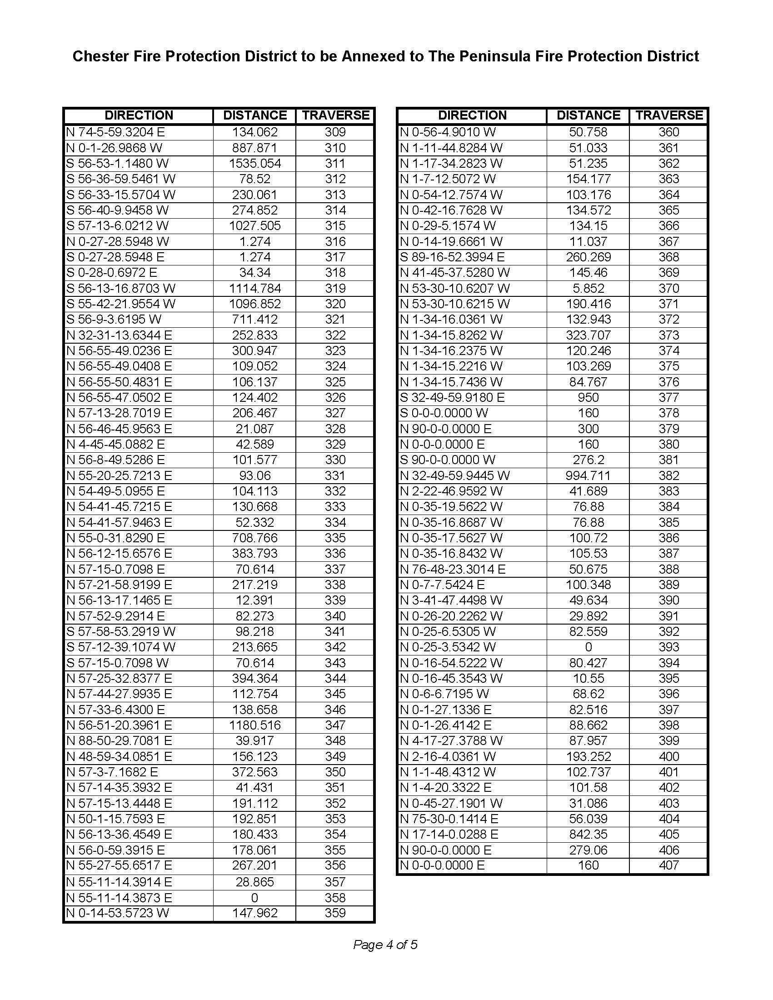 Chester Fire Protection District to be Annexed to The Peninsula Fire Protection District
DIRECTION DISTANCE TRAVERSE
N 74-5-59.3204 E 134.062 309
N 0-1-26.9868 W 887.871 310
S 56-53-1.1480 W 1535.054 311
S 56-36-59.5461 W 78.52 312
S 56-33-15.5704 W 230.061 313
S 56-40-9.9458 W 274.852 314
S 57-13-6.0212 W 1027.505 315
N 0-27-28.5948 W 1.274 316
S 0-27-28.5948 E 1.274 317
S 0-28-0.6972 E 34.34 318
S 56-13-16.8703 W 1114.784 319
S 55-42-21.9554 W 1096.852 320
S 56-9-3.6195 W 711.412 321
N 32-31-13.6344 E 252.833 322
N 56-55-49.0236 E 300.947 323
N 56-55-49.0408 E 109.052 324
N 56-55-50.4831 E 106.137 325
N 56-55-47.0502 E 124.402 326
N 57-13-28.7019 E 206.467 327
N 56-46-45.9563 E 21.087 328
N 4-45-45.0882 E 42.589 329
N 56-8-49.5286 E 101.577 330
N 55-20-25.7213 E 93.06 331
N 54-49-5.0955 E 104.113 332
N 54-41-45.7215 E 130.668 333
N 54-41-57.9463 E 52.332 334
N 55-0-31.8290 E 708.766 335
N 56-12-15.6576 E 383.793 336
N 57-15-0.7098 E 70.614 337
N 57-21-58.9199 E 217.219 338
N 56-13-17.1465 E 12.391 339
N 57-52-9.2914 E 82.273 340
S 57-58-53.2919 W 98.218 341
S 57-12-39.1074 W 213.665 342
S 57-15-0.7098 W 70.614 343
N 57-25-32.8377 E 394.364 344
N 57-44-27.9935 E 112.754 345
N 57-33-6.4300 E 138.658 346
N 56-51-20.3961 E 1180.516 347
N 88-50-29.7081 E 39.917 348
N 48-59-34.0851 E 156.123 349
N 57-3-7.1682 E 372.563 350
N 57-14-35.3932 E 41.431 351
N 57-15-13.4448 E 191.112 352
N 50-1-15.7593 E 192.851 353
N 56-13-36.4549 E 180.433 354
N 56-0-59.3915 E 178.061 355
N 55-27-55.6517 E 267.201 356
N 55-11-14.3914 E 28.865 357
N 55-11-14.3873 E 0 358
N 0-14-53.5723 W 147.962 359
DIRECTION DISTANCE TRAVERSE
N 0-56-4.9010 W 50.758 360
N 1-11-44.8284 W 51.033 361
N 1-17-34.2823 W 51.235 362
N 1-7-12.5072 W 154.177 363
N 0-54-12.7574 W 103.176 364
N 0-42-16.7628 W 134.572 365
N 0-29-5.1574 W 134.15 366
N 0-14-19.6661 W 11.037 367
S 89-16-52.3994 E 260.269 368
N 41-45-37.5280 W 145.46 369
N 53-30-10.6207 W 5.852 370
N 53-30-10.6215 W 190.416 371
N 1-34-16.0361 W 132.943 372
N 1-34-15.8262 W 323.707 373
N 1-34-16.2375 W 120.246 374
N 1-34-15.2216 W 103.269 375
N 1-34-15.7436 W 84.767 376
S 32-49-59.9180 E 950 377
S 0-0-0.0000 W 160 378
N 90-0-0.0000 E 300 379
N 0-0-0.0000 E 160 380
S 90-0-0.0000 W 276.2 381
N 32-49-59.9445 W 994.711 382
N 2-22-46.9592 W 41.689 383
N 0-35-19.5622 W 76.88 384
N 0-35-16.8687 W 76.88 385
N 0-35-17.5627 W 100.72 386
N 0-35-16.8432 W 105.53 387
N 76-48-23.3014 E 50.675 388
N 0-7-7.5424 E 100.348 389
N 3-41-47.4498 W 49.634 390
N 0-26-20.2262 W 29.892 391
N 0-25-6.5305 W 82.559 392
N 0-25-3.5342 W 0 393
N 0-16-54.5222 W 80.427 394
N 0-16-45.3543 W 10.55 395
N 0-6-6.7195 W 68.62 396
N 0-1-27.1336 E 82.516 397
N 0-1-26.4142 E 88.662 398
N 4-17-27.3788 W 87.957 399
N 2-16-4.0361 W 193.252 400
N 1-1-48.4312 W 102.737 401
N 1-4-20.3322 E 101.58 402
N 0-45-27.1901 W 31.086 403
N 75-30-0.1414 E 56.039 404
N 17-14-0.0288 E 842.35 405
N 90-0-0.0000 E 279.06 406
N 0-0-0.0000 E 160 407
Page 4 of 5